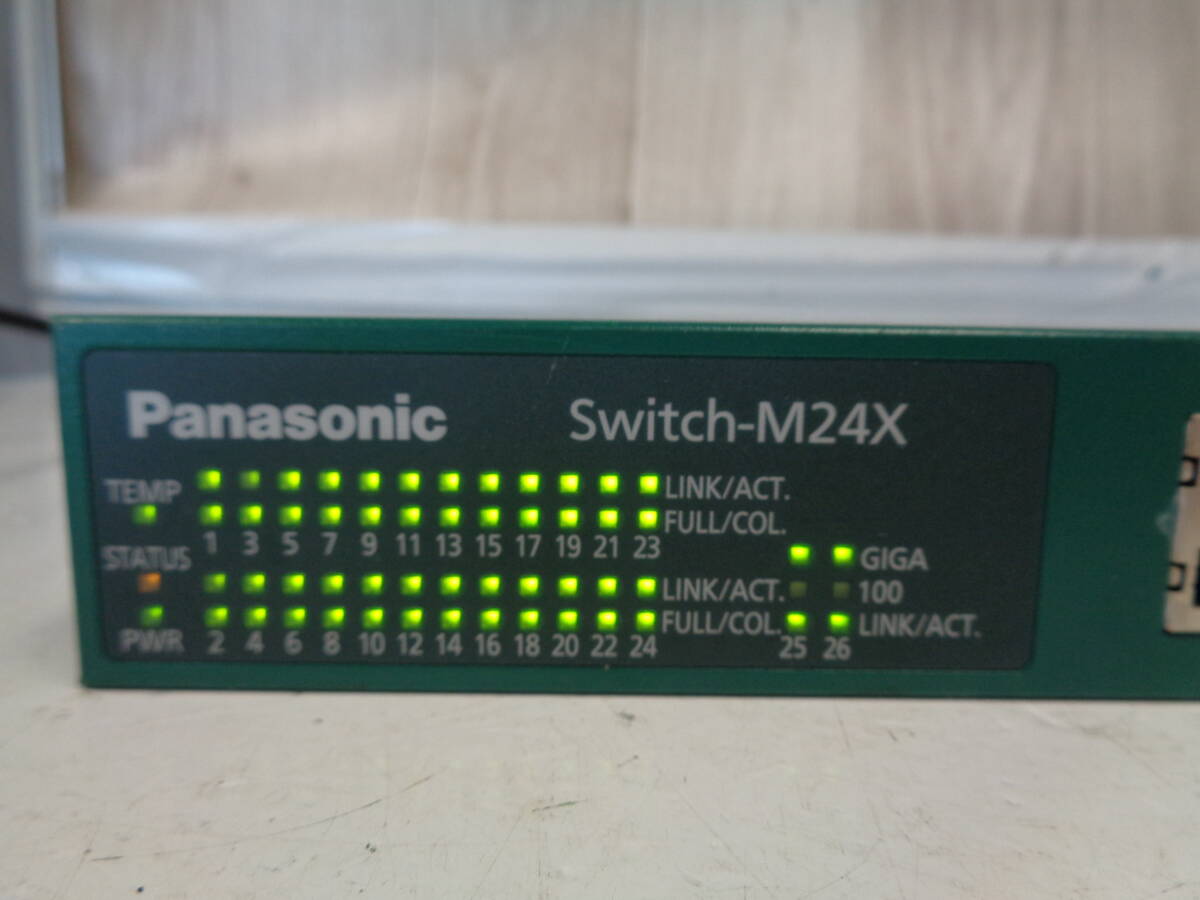 Panasonic Switch-M24X
TEMP LINK/ACT.
FULL/COL.
1 3 5 7 9 11 13 15 17 19 21 23
STATUS GIGA
LINK/ACT. 100
FULL/COL. LINK/ACT.
PWR 2 4 6 8 10 12 14 16 18 20 22 24 25 26